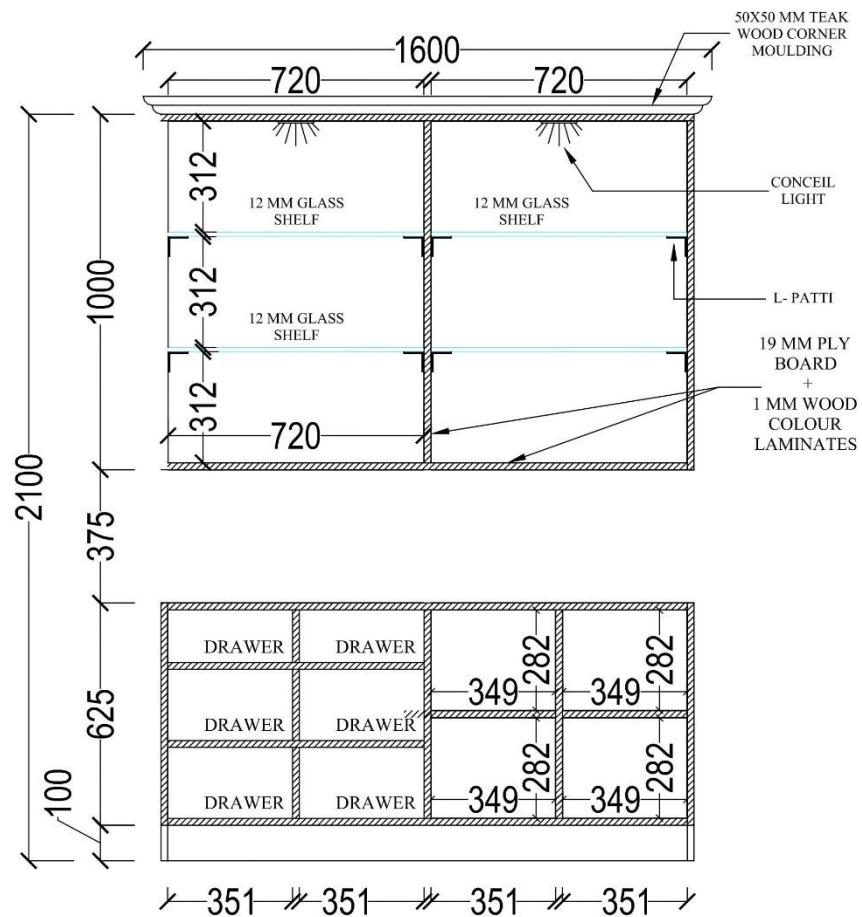 50X50 MM TEAK
WOOD CORNER
MOULDING
1600
720
720
312
12 MM GLASS
SHELF
12 MM GLASS
SHELF
CONCEIL
LIGHT
1000
312
L- PATTI
12 MM GLASS
SHELF
19 MM PLY
BOARD
+
1 MM WOOD
COLOUR
LAMINATES
312
720
2100
375
DRAWER
DRAWER
282
282
349
349
625
DRAWER
DRAWER
282
282
349
349
DRAWER
DRAWER
100
351
351
351
351